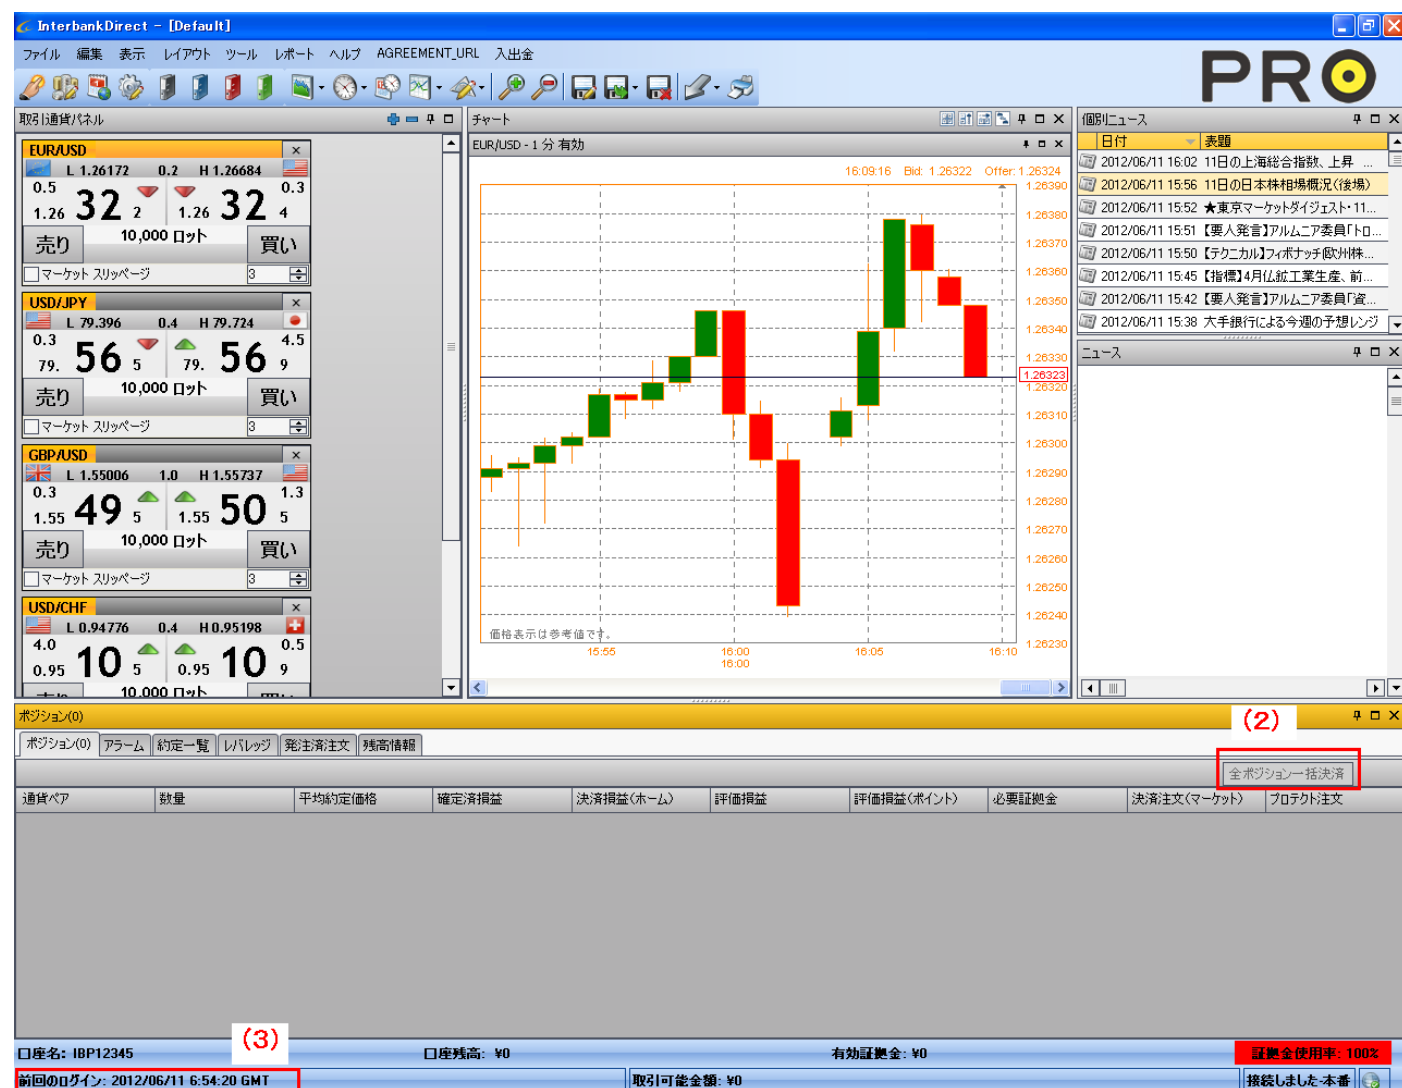 InterbankDirect - [Default]
ファイル 編集 表示 レイアウト ツール レポート ヘルプ AGREEMENT_URL 入出金
PRO
取引通貨パネル
EUR/USD
L 1.26172 0.2 H 1.26684
0.5 0.3
1.26 32 2 1.26 32 4
10,000 ロット
売り 買い
マーケット スリッページ 3
USD/JPY
L 79.396 0.4 H 79.724
0.3 4.5
79. 56 5 79. 56 9
10,000 ロット
売り 買い
マーケット スリッページ 3
GBP/USD
L 1.55006 1.0 H 1.55737
0.3 1.3
1.55 49 5 1.55 50 5
10,000 ロット
売り 買い
マーケット スリッページ 3
USD/CHF
L 0.94776 0.4 H 0.95198
4.0 0.5
0.95 10 5 0.95 10 9
10,000 ロット
チャート
EUR/USD - 1 分 有効
16:09:16 Bid: 1.26322 Offer: 1.26324
1.26390
1.26380
1.26370
1.26360
1.26350
1.26340
1.26330
1.26323
1.26320
1.26310
1.26300
1.26290
1.26280
1.26270
1.26260
1.26250
1.26240
1.26230
価格表示は参考値です。
15:55 16:00 16:05 16:10
16:00
個別ニュース
日付 表題
2012/06/11 16:02 11日の上海総合指数、上昇 ...
2012/06/11 15:56 11日の日本株相場概況(後場)
2012/06/11 15:52 ★東京マーケットダイジェスト・11...
2012/06/11 15:51 【要人発言】アルムニア委員「トロ...
2012/06/11 15:50 【テクニカル】フィボナッチ(欧州株...
2012/06/11 15:45 【指標】4月仏鉱工業生産、前...
2012/06/11 15:42 【要人発言】アルムニア委員「資...
2012/06/11 15:38 大手銀行による今週の予想レンジ
ニュース
ポジション(0)
(2)
ポジション(0) アラーム 約定一覧 レバレッジ 発注済注文 残高情報
全ポジション一括決済
通貨ペア 数量 平均約定価格 確定済損益 決済損益(ホーム) 評価損益 評価損益(ポイント) 必要証拠金 決済注文(マーケット) プロテクト注文
(3)
口座名: IBP12345 口座残高: ¥0 有効証拠金: ¥0 証拠金使用率: 100%
前回のログイン: 2012/06/11 6:54:20 GMT 取引可能金額: ¥0 接続しました-本番